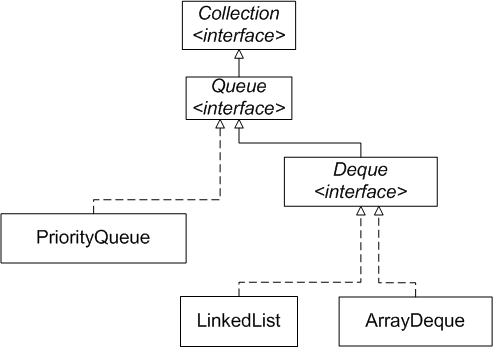 Collection
<interface>
Queue
<interface>
Deque
<interface>
PriorityQueue
LinkedList
ArrayDeque